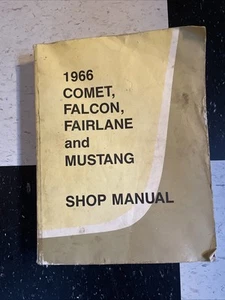 1966
COMET,
FALCON,
FAIRLANE
and
MUSTANG
SHOP MANUAL